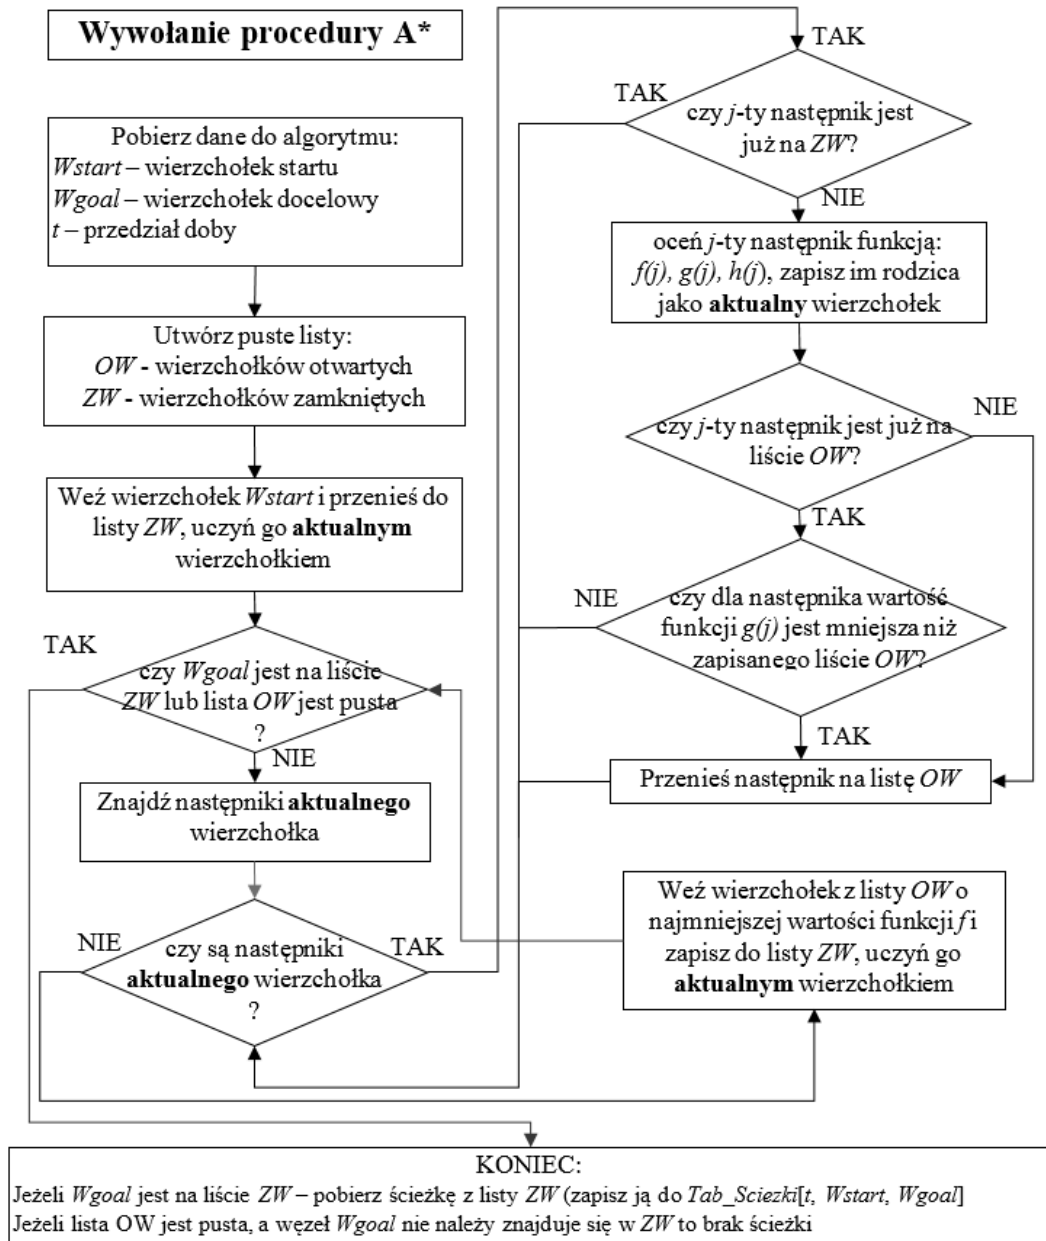 Wywołanie procedury A*
Pobierz dane do algorytmu:
Wstart – wierzchołek startu
Wgoal – wierzchołek docelowy
t – przedział doby
Utwórz puste listy:
OW - wierzchołków otwartych
ZW - wierzchołków zamkniętych
Weź wierzchołek Wstart i przenieś do
listy ZW, uczyń go aktualnym
wierzchołkiem
TAK
czy Wgoal jest na liście
ZW lub lista OW jest pusta
?
NIE
Znajdź następniki aktualnego
wierzchołka
NIE
czy są następniki
aktualnego wierzchołka
?
TAK
TAK
TAK
czy j-ty następnik jest
już na ZW?
NIE
oceń j-ty następnik funkcją:
f(j), g(j), h(j), zapisz im rodzica
jako aktualny wierzchołek
czy j-ty następnik jest już na
liście OW?
NIE
TAK
NIE
czy dla następnika wartość
funkcji g(j) jest mniejsza niż
zapisanego liście OW?
TAK
Przenieś następnik na listę OW
Weź wierzchołek z listy OW o
najmniejszej wartości funkcji f i
zapisz do listy ZW, uczyń go
aktualnym wierzchołkiem
KONIEC:
Jeżeli Wgoal jest na liście ZW – pobierz ścieżkę z listy ZW (zapisz ją do Tab_Sciezki[t, Wstart, Wgoal]
Jeżeli lista OW jest pusta, a węzeł Wgoal nie należy znajduje się w ZW to brak ścieżki